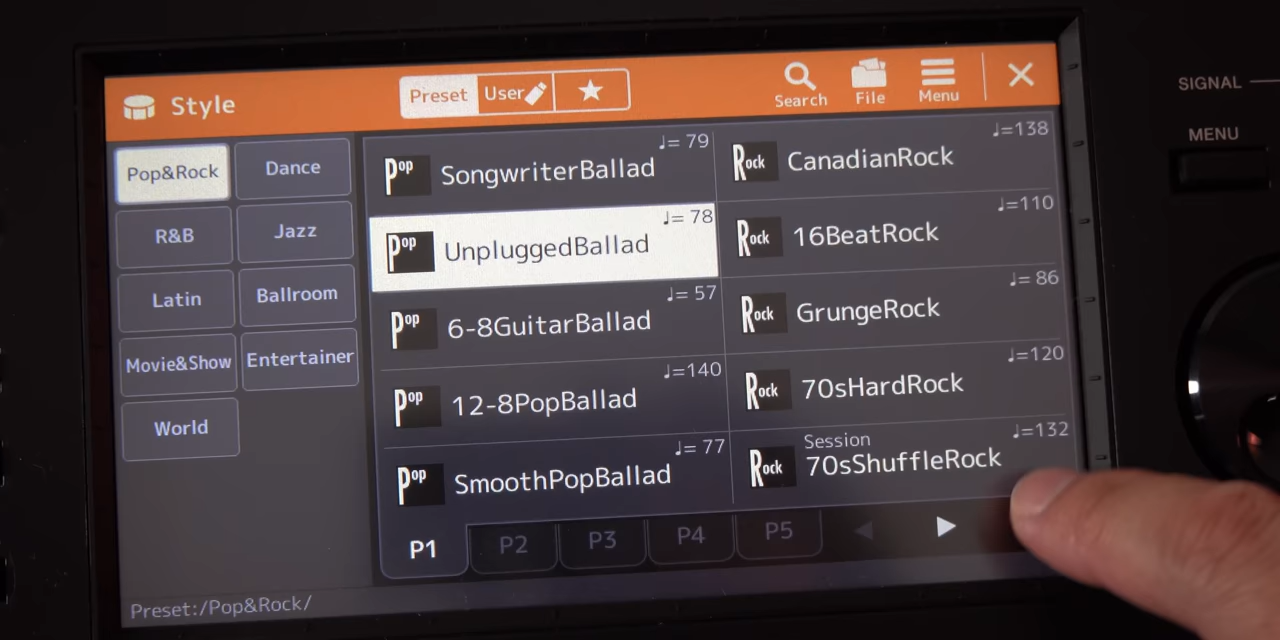 Style
Preset
User
Search
File
Menu
SIGNAL
MENU
Pop&Rock
Dance
R&B
Jazz
Latin
Ballroom
Movie&Show
Entertainer
World
Pop SongwriterBallad ♩= 79
Pop UnpluggedBallad ♩= 78
Pop 6-8GuitarBallad ♩= 57
Pop 12-8PopBallad ♩=140
Pop SmoothPopBallad ♩= 77
Rock CanadianRock ♩=138
Rock 16BeatRock ♩=110
Rock GrungeRock ♩= 86
Rock 70sHardRock ♩=120
Session
Rock 70sShuffleRock ♩=132
P1 P2 P3 P4 P5
Preset:/Pop&Rock/